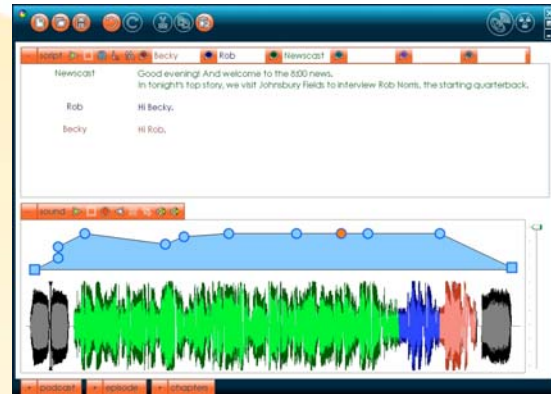 script Becky Rob Newscast
Newscast Good evening! And welcome to the 8:00 news.
In tonight's top story, we visit Johnsbury Fields to interview Rob Norris, the starting quarterback.
Rob Hi Becky.
Becky Hi Rob.
sound
podcast episode chapters